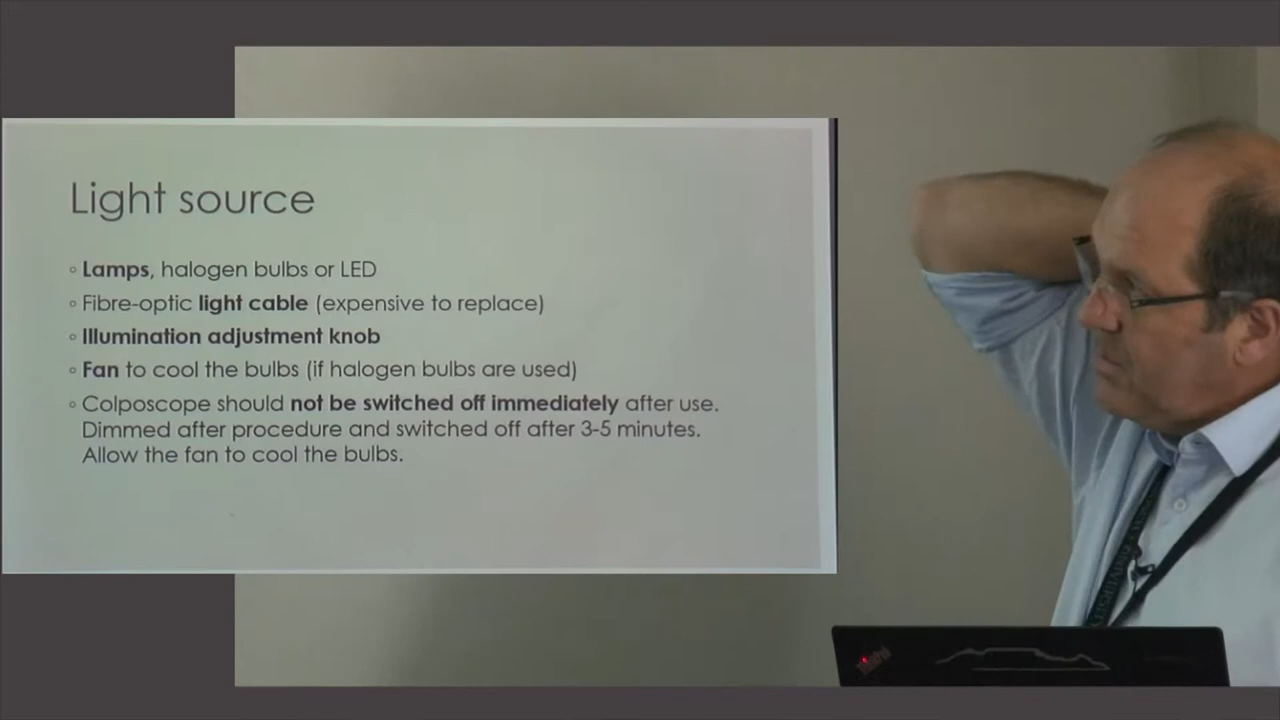 Light source
◦ Lamps, halogen bulbs or LED
◦ Fibre-optic light cable (expensive to replace)
◦ Illumination adjustment knob
◦ Fan to cool the bulbs (if halogen bulbs are used)
◦ Colposcope should not be switched off immediately after use.
Dimmed after procedure and switched off after 3-5 minutes.
Allow the fan to cool the bulbs.
ThinkPad